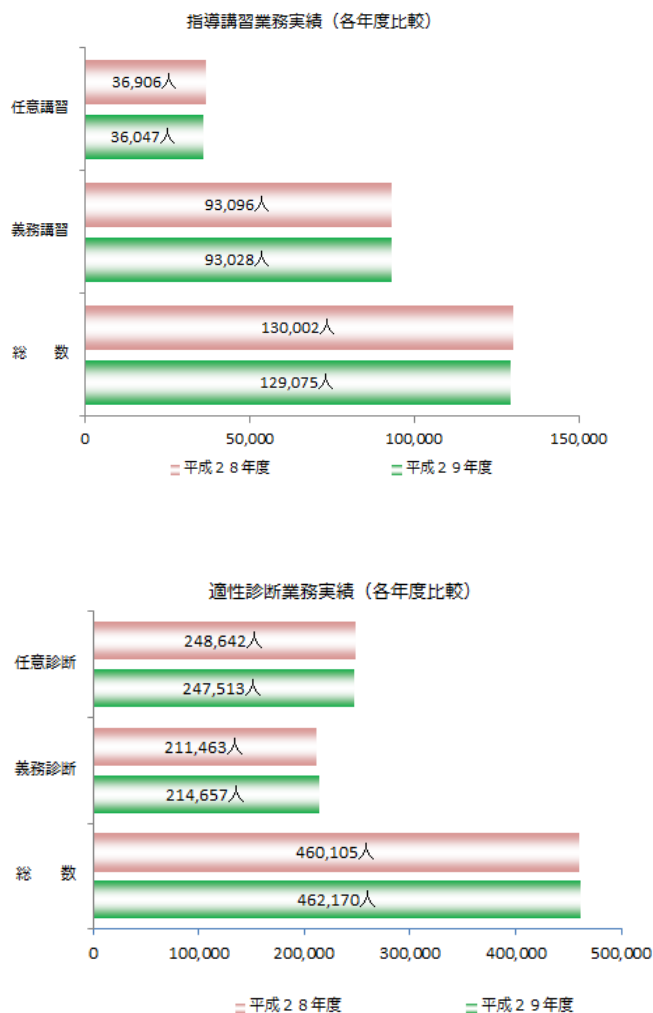 指導講習業務実績（各年度比較）
任意講習
36,906人
36,047人
義務講習
93,096人
93,028人
総　数
130,002人
129,075人
0 50,000 100,000 150,000
平成２８年度 平成２９年度
適性診断業務実績（各年度比較）
任意診断
248,642人
247,513人
義務診断
211,463人
214,657人
総　数
460,105人
462,170人
0 100,000 200,000 300,000 400,000 500,000
平成２８年度 平成２９年度